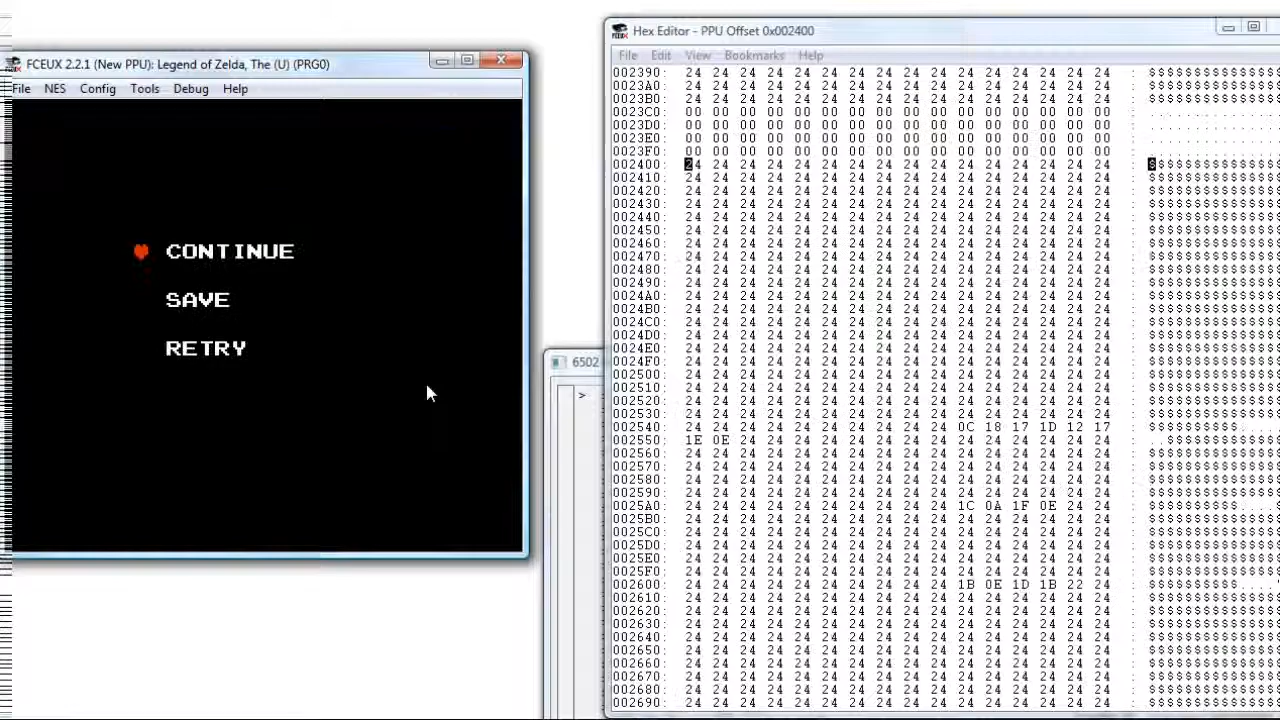 FCEUX 2.2.1 (New PPU): Legend of Zelda, The (U) (PRG0)
File NES Config Tools Debug Help
CONTINUE
SAVE
RETRY
6502
>
Hex Editor - PPU Offset 0x002400
File Edit View Bookmarks Help
002390: 24 24 24 24 24 24 24 24 24 24 24 24 24 24 24 24 : $$$$$$$$$$$$$$
0023A0: 24 24 24 24 24 24 24 24 24 24 24 24 24 24 24 24 : $$$$$$$$$$$$$$
0023B0: 24 24 24 24 24 24 24 24 24 24 24 24 24 24 24 24 : $$$$$$$$$$$$$$
0023C0: 00 00 00 00 00 00 00 00 00 00 00 00 00 00 00 00 : ..............
0023D0: 00 00 00 00 00 00 00 00 00 00 00 00 00 00 00 00 : ..............
0023E0: 00 00 00 00 00 00 00 00 00 00 00 00 00 00 00 00 : ..............
0023F0: 00 00 00 00 00 00 00 00 00 00 00 00 00 00 00 00 : ..............
002400: 24 24 24 24 24 24 24 24 24 24 24 24 24 24 24 24 : $$$$$$$$$$$$$$
002410: 24 24 24 24 24 24 24 24 24 24 24 24 24 24 24 24 : $$$$$$$$$$$$$$
002420: 24 24 24 24 24 24 24 24 24 24 24 24 24 24 24 24 : $$$$$$$$$$$$$$
002430: 24 24 24 24 24 24 24 24 24 24 24 24 24 24 24 24 : $$$$$$$$$$$$$$
002440: 24 24 24 24 24 24 24 24 24 24 24 24 24 24 24 24 : $$$$$$$$$$$$$$
002450: 24 24 24 24 24 24 24 24 24 24 24 24 24 24 24 24 : $$$$$$$$$$$$$$
002460: 24 24 24 24 24 24 24 24 24 24 24 24 24 24 24 24 : $$$$$$$$$$$$$$
002470: 24 24 24 24 24 24 24 24 24 24 24 24 24 24 24 24 : $$$$$$$$$$$$$$
002480: 24 24 24 24 24 24 24 24 24 24 24 24 24 24 24 24 : $$$$$$$$$$$$$$
002490: 24 24 24 24 24 24 24 24 24 24 24 24 24 24 24 24 : $$$$$$$$$$$$$$
0024A0: 24 24 24 24 24 24 24 24 24 24 24 24 24 24 24 24 : $$$$$$$$$$$$$$
0024B0: 24 24 24 24 24 24 24 24 24 24 24 24 24 24 24 24 : $$$$$$$$$$$$$$
0024C0: 24 24 24 24 24 24 24 24 24 24 24 24 24 24 24 24 : $$$$$$$$$$$$$$
0024D0: 24 24 24 24 24 24 24 24 24 24 24 24 24 24 24 24 : $$$$$$$$$$$$$$
0024E0: 24 24 24 24 24 24 24 24 24 24 24 24 24 24 24 24 : $$$$$$$$$$$$$$
0024F0: 24 24 24 24 24 24 24 24 24 24 24 24 24 24 24 24 : $$$$$$$$$$$$$$
002500: 24 24 24 24 24 24 24 24 24 24 24 24 24 24 24 24 : $$$$$$$$$$$$$$
002510: 24 24 24 24 24 24 24 24 24 24 24 24 24 24 24 24 : $$$$$$$$$$$$$$
002520: 24 24 24 24 24 24 24 24 24 24 24 24 24 24 24 24 : $$$$$$$$$$$$$$
002530: 24 24 24 24 24 24 24 24 24 24 24 24 24 24 24 24 : $$$$$$$$$$$$$$
002540: 24 24 24 24 24 24 24 24 24 24 0C 18 17 1D 12 17 : $$$$$$$$$$....
002550: 1E 0E 24 24 24 24 24 24 24 24 24 24 24 24 24 24 : ..$$$$$$$$$$$$
002560: 24 24 24 24 24 24 24 24 24 24 24 24 24 24 24 24 : $$$$$$$$$$$$$$
002570: 24 24 24 24 24 24 24 24 24 24 24 24 24 24 24 24 : $$$$$$$$$$$$$$
002580: 24 24 24 24 24 24 24 24 24 24 24 24 24 24 24 24 : $$$$$$$$$$$$$$
002590: 24 24 24 24 24 24 24 24 24 24 24 24 24 24 24 24 : $$$$$$$$$$$$$$
0025A0: 24 24 24 24 24 24 24 24 24 24 1C 0A 1F 0E 24 24 : $$$$$$$$$$....
0025B0: 24 24 24 24 24 24 24 24 24 24 24 24 24 24 24 24 : $$$$$$$$$$$$$$
0025C0: 24 24 24 24 24 24 24 24 24 24 24 24 24 24 24 24 : $$$$$$$$$$$$$$
0025D0: 24 24 24 24 24 24 24 24 24 24 24 24 24 24 24 24 : $$$$$$$$$$$$$$
0025E0: 24 24 24 24 24 24 24 24 24 24 24 24 24 24 24 24 : $$$$$$$$$$$$$$
0025F0: 24 24 24 24 24 24 24 24 24 24 24 24 24 24 24 24 : $$$$$$$$$$$$$$
002600: 24 24 24 24 24 24 24 24 24 24 1B 0E 1D 1B 22 24 : $$$$$$$$$$....
002610: 24 24 24 24 24 24 24 24 24 24 24 24 24 24 24 24 : $$$$$$$$$$$$$$
002620: 24 24 24 24 24 24 24 24 24 24 24 24 24 24 24 24 : $$$$$$$$$$$$$$
002630: 24 24 24 24 24 24 24 24 24 24 24 24 24 24 24 24 : $$$$$$$$$$$$$$
002640: 24 24 24 24 24 24 24 24 24 24 24 24 24 24 24 24 : $$$$$$$$$$$$$$
002650: 24 24 24 24 24 24 24 24 24 24 24 24 24 24 24 24 : $$$$$$$$$$$$$$
002660: 24 24 24 24 24 24 24 24 24 24 24 24 24 24 24 24 : $$$$$$$$$$$$$$
002670: 24 24 24 24 24 24 24 24 24 24 24 24 24 24 24 24 : $$$$$$$$$$$$$$
002680: 24 24 24 24 24 24 24 24 24 24 24 24 24 24 24 24 : $$$$$$$$$$$$$$
002690: 24 24 24 24 24 24 24 24 24 24 24 24 24 24 24 24 : $$$$$$$$$$$$$$